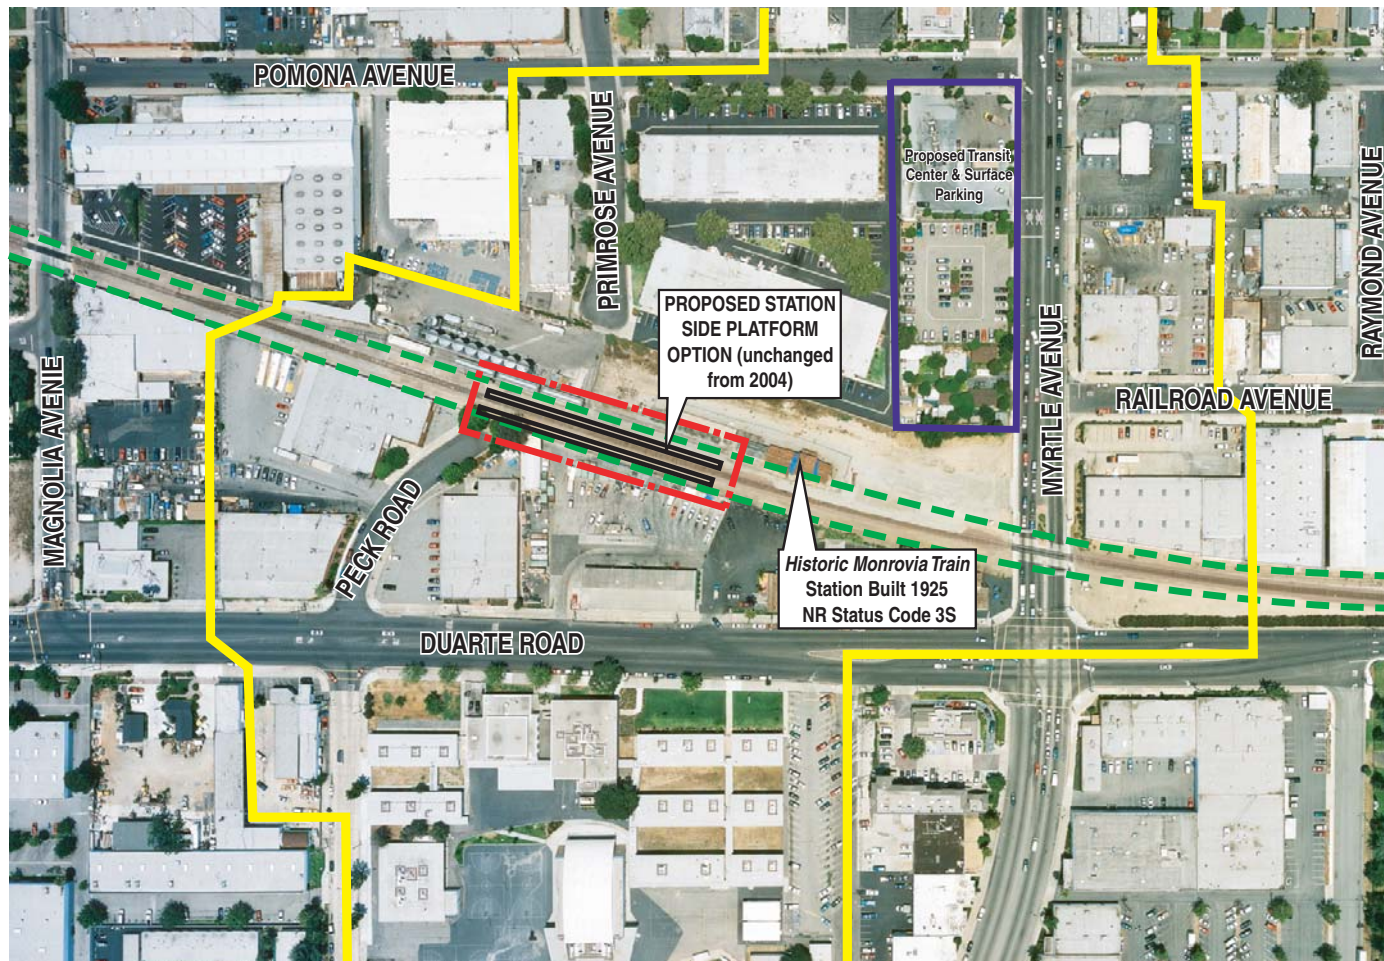 POMONA AVENUE
PRIMROSE AVENUE
Proposed Transit
Center & Surface
Parking
RAYMOND AVENUE
PROPOSED STATION
SIDE PLATFORM
OPTION (unchanged
from 2004)
MYRTLE AVENUE
RAILROAD AVENUE
MAGNOLIA AVENIE
PECK ROAD
Historic Monrovia Train
Station Built 1925
NR Status Code 3S
DUARTE ROAD